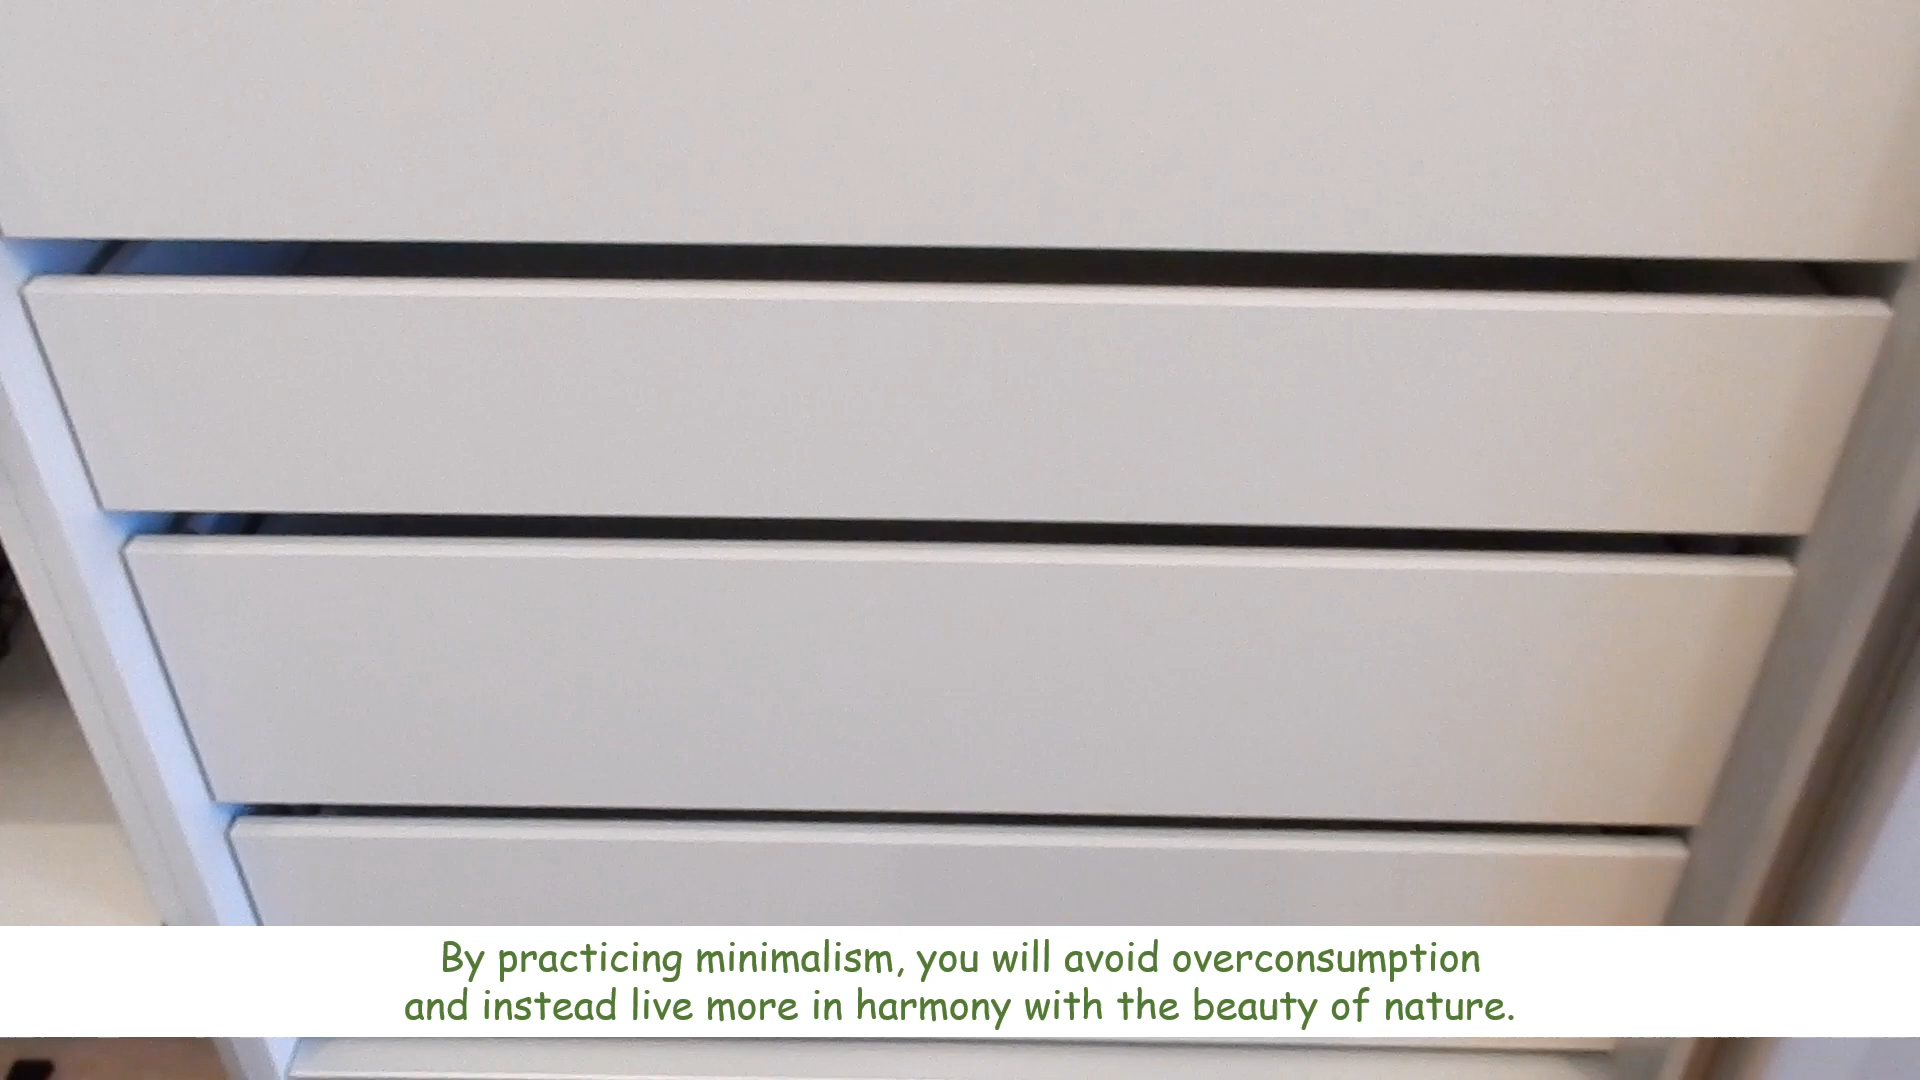 By practicing minimalism, you will avoid overconsumption
and instead live more in harmony with the beauty of nature.